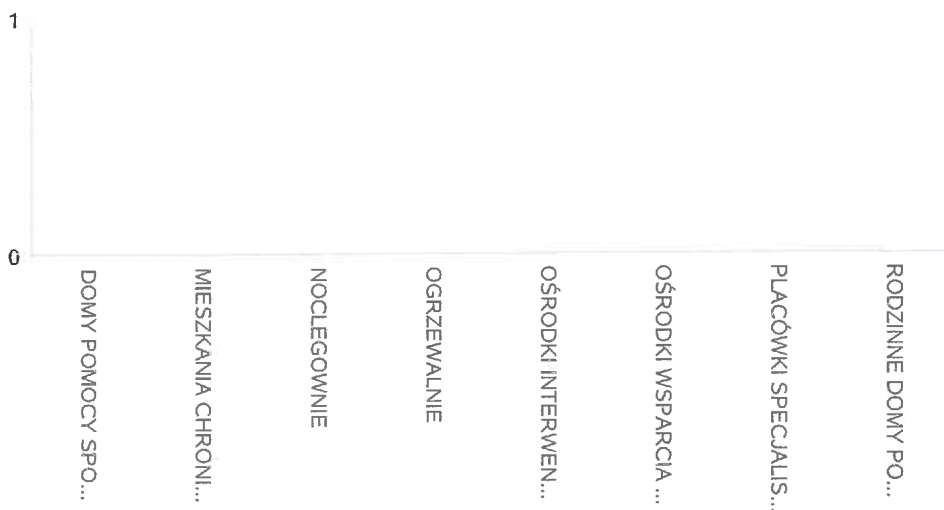 1
0
DOMY POMOCY SPO...
MIESZKANIA CHRONI...
NOCLEGOWNIE
OGRZEWALNIE
OŚRODKI INTERWEN...
OŚRODKI WSPARCIA ...
PLACÓWKI SPECJALIS...
RODZINNE DOMY PO...